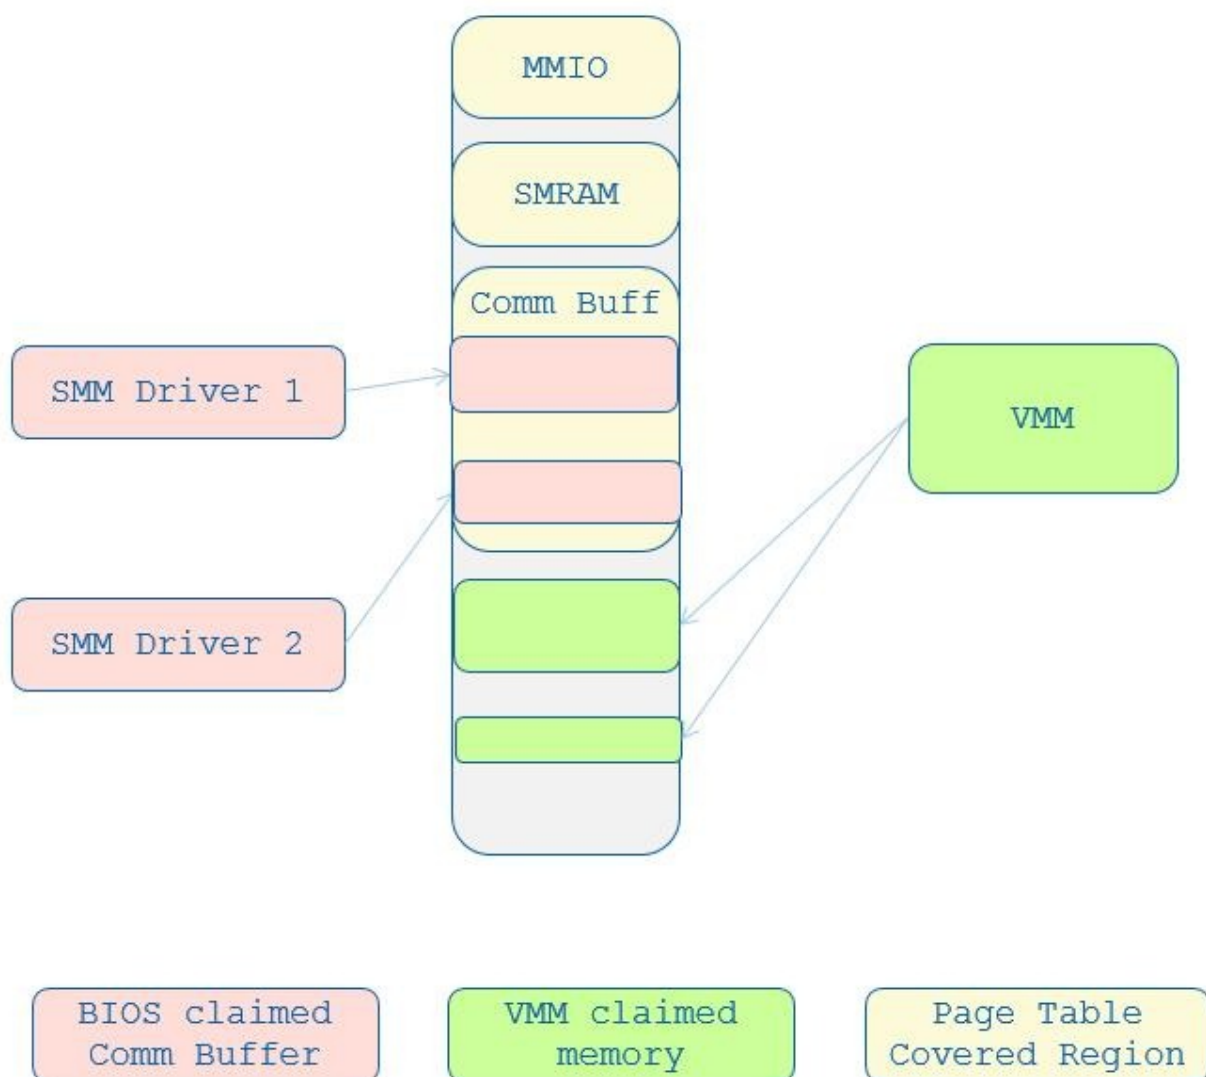 MMIO
SMRAM
Comm Buff
SMM Driver 1
VMM
SMM Driver 2
BIOS claimed
Comm Buffer
VMM claimed
memory
Page Table
Covered Region